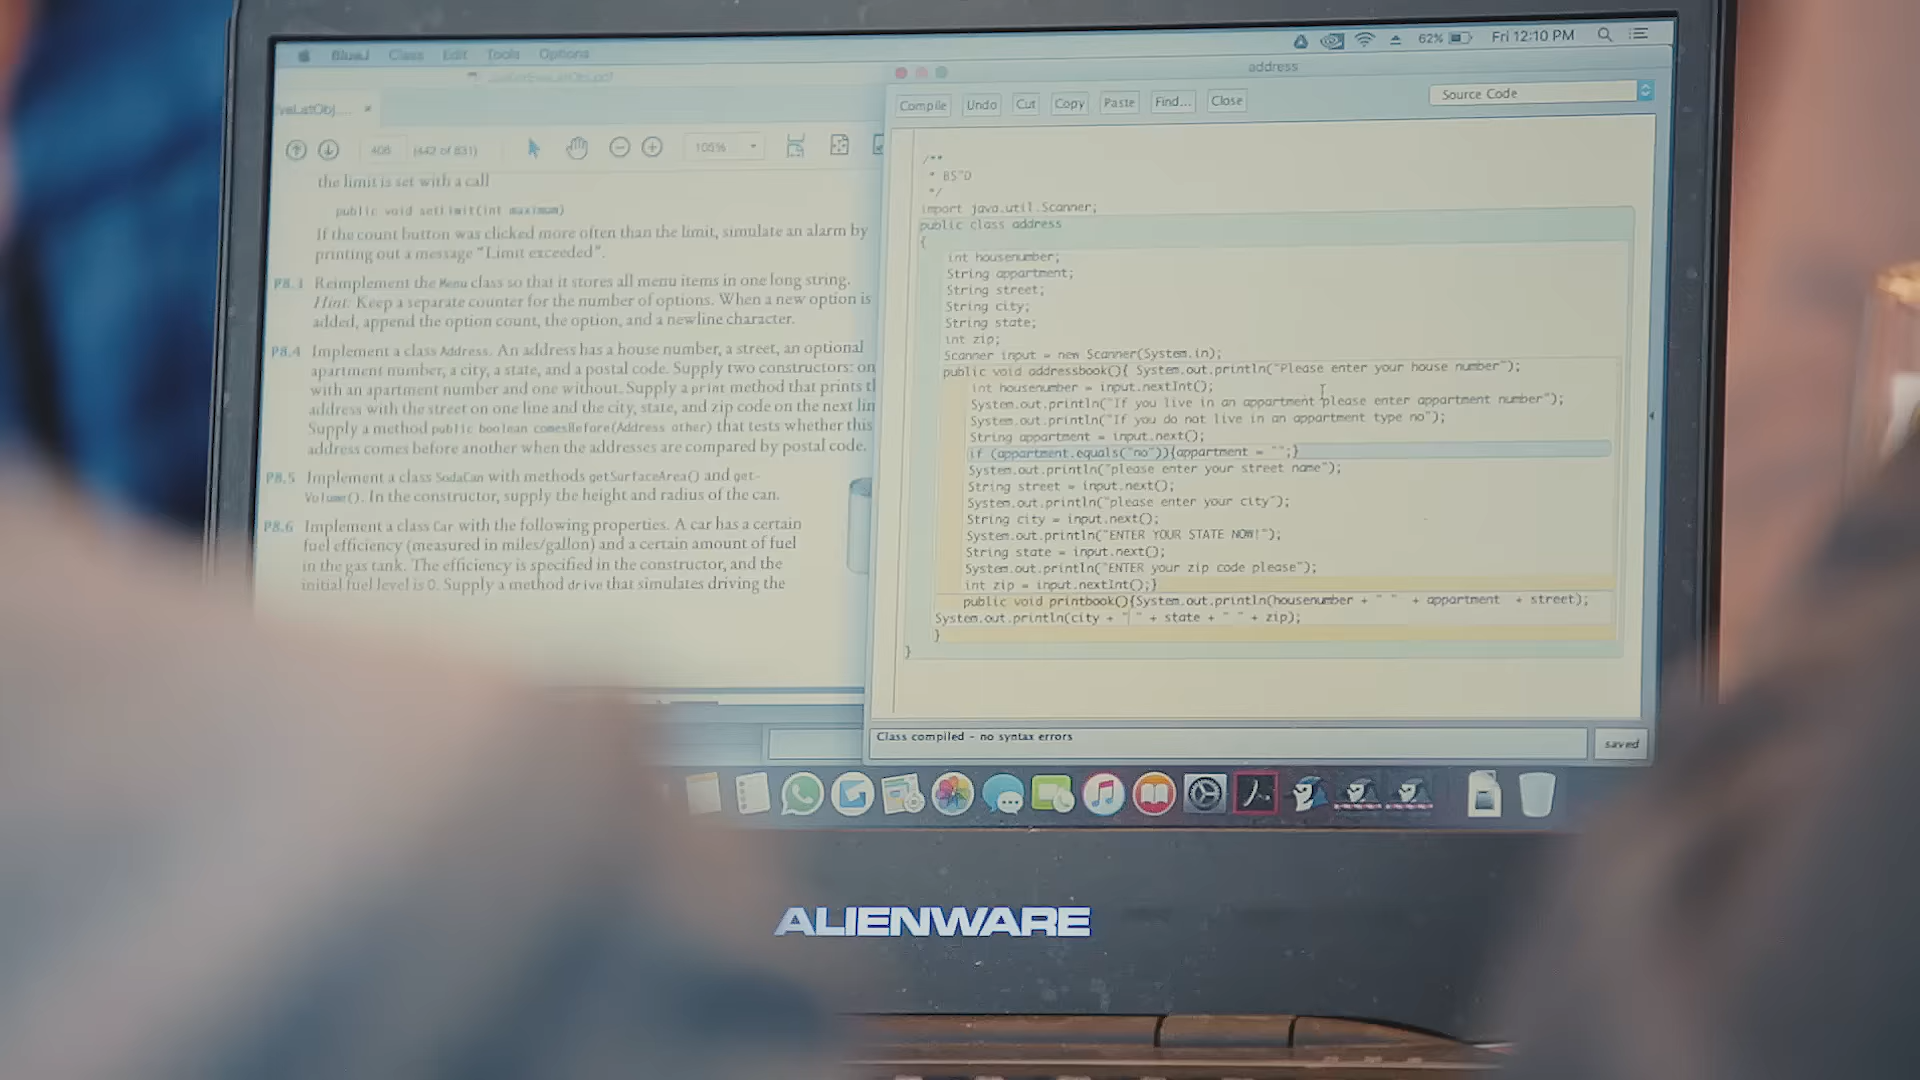 BlueJ Class Edit Tools Options
62% Fri 12:10 PM
address
Compile Undo Cut Copy Paste Find... Close
Source Code
408 (442 of 831) 105%
the limit is set with a call
public void setLimit(int maximum)
If the count button was clicked more often than the limit, simulate an alarm by
printing out a message "Limit exceeded".
P8.3 Reimplement the Menu class so that it stores all menu items in one long string.
Hint: Keep a separate counter for the number of options. When a new option is
added, append the option count, the option, and a newline character.
P8.4 Implement a class Address. An address has a house number, a street, an optional
apartment number, a city, a state, and a postal code. Supply two constructors: on
with an apartment number and one without. Supply a print method that prints th
address with the street on one line and the city, state, and zip code on the next lin
Supply a method public boolean comesBefore(Address other) that tests whether this
address comes before another when the addresses are compared by postal code.
P8.5 Implement a class SodaCan with methods getSurfaceArea() and get-
Volume(). In the constructor, supply the height and radius of the can.
P8.6 Implement a class Car with the following properties. A car has a certain
fuel efficiency (measured in miles/gallon) and a certain amount of fuel
in the gas tank. The efficiency is specified in the constructor, and the
initial fuel level is 0. Supply a method drive that simulates driving the
/**
* BS"D
*/
import java.util.Scanner;
public class address
{
int housenumber;
String appartment;
String street;
String city;
String state;
int zip;
Scanner input = new Scanner(System.in);
public void addressbook(){ System.out.println("Please enter your house number");
int housenumber = input.nextInt();
System.out.println("If you live in an appartment please enter appartment number");
System.out.println("If you do not live in an appartment type no");
String appartment = input.next();
if (appartment.equals("no")){appartment = "";}
System.out.println("please enter your street name");
String street = input.next();
System.out.println("please enter your city");
String city = input.next();
System.out.println("ENTER YOUR STATE NOW!");
String state = input.next();
System.out.println("ENTER your zip code please");
int zip = input.nextInt();}
public void printbook(){System.out.println(housenumber + " " + appartment + street);
System.out.println(city + " " + state + " " + zip);
}
}
Class compiled - no syntax errors
saved
ALIENWARE